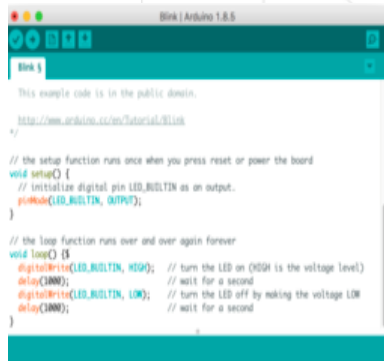 Blink | Arduino 1.8.5
Blink §
This example code is in the public domain.
http://www.arduino.cc/en/Tutorial/Blink
*/
// the setup function runs once when you press reset or power the board
void setup() {
// initialize digital pin LED_BUILTIN as an output.
pinMode(LED_BUILTIN, OUTPUT);
}
// the loop function runs over and over again forever
void loop() {$
digitalWrite(LED_BUILTIN, HIGH); // turn the LED on (HIGH is the voltage level)
delay(1000); // wait for a second
digitalWrite(LED_BUILTIN, LOW); // turn the LED off by making the voltage LOW
delay(1000); // wait for a second
}